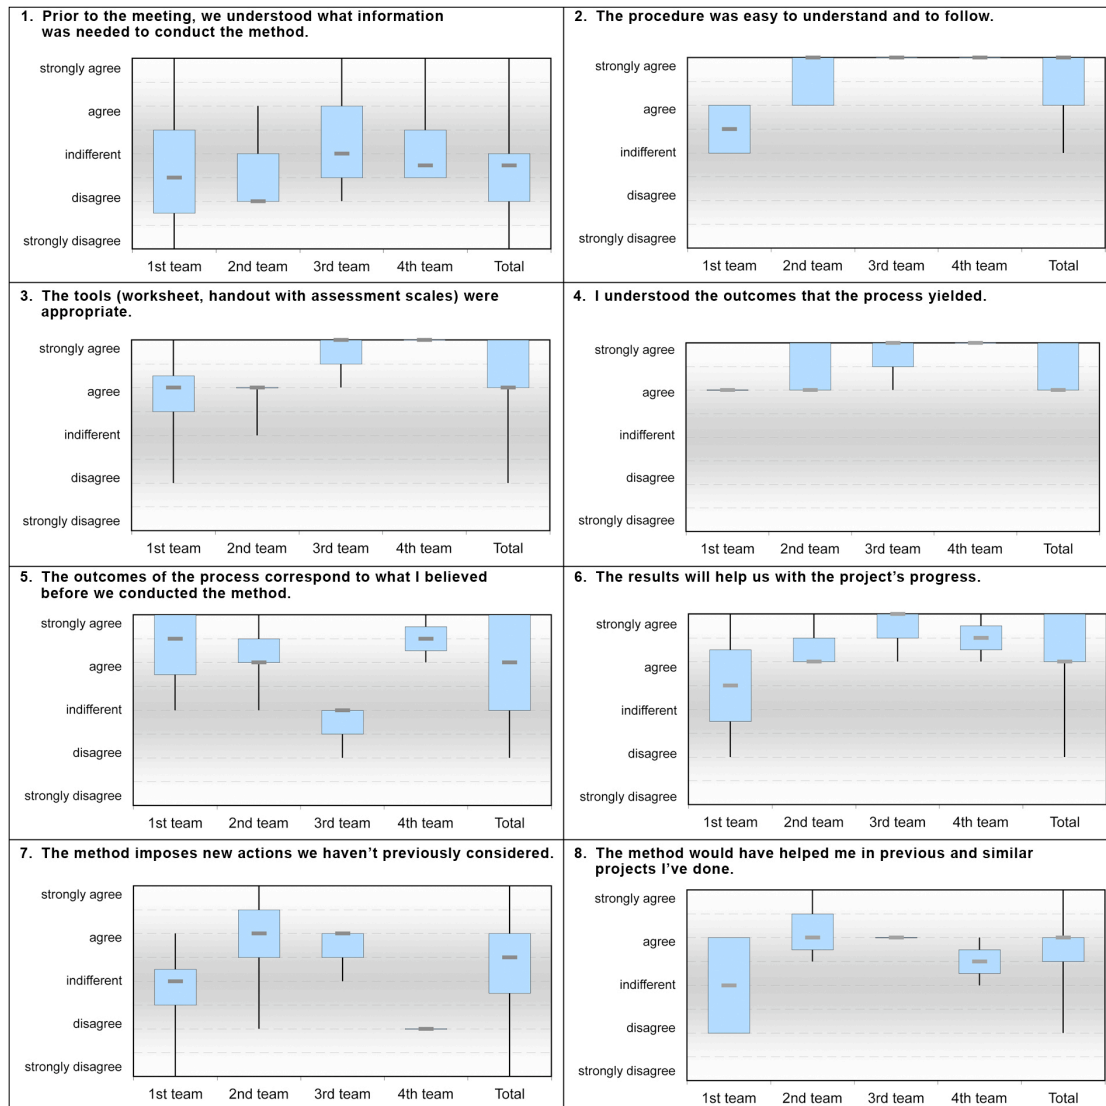 1. Prior to the meeting, we understood what information
was needed to conduct the method.
strongly agree
agree
indifferent
disagree
strongly disagree
1st team 2nd team 3rd team 4th team Total
2. The procedure was easy to understand and to follow.
strongly agree
agree
indifferent
disagree
strongly disagree
1st team 2nd team 3rd team 4th team Total
3. The tools (worksheet, handout with assessment scales) were
appropriate.
strongly agree
agree
indifferent
disagree
strongly disagree
1st team 2nd team 3rd team 4th team Total
4. I understood the outcomes that the process yielded.
strongly agree
agree
indifferent
disagree
strongly disagree
1st team 2nd team 3rd team 4th team Total
5. The outcomes of the process correspond to what I believed
before we conducted the method.
strongly agree
agree
indifferent
disagree
strongly disagree
1st team 2nd team 3rd team 4th team Total
6. The results will help us with the project's progress.
strongly agree
agree
indifferent
disagree
strongly disagree
1st team 2nd team 3rd team 4th team Total
7. The method imposes new actions we haven't previously considered.
strongly agree
agree
indifferent
disagree
strongly disagree
1st team 2nd team 3rd team 4th team Total
8. The method would have helped me in previous and similar
projects I've done.
strongly agree
agree
indifferent
disagree
strongly disagree
1st team 2nd team 3rd team 4th team Total